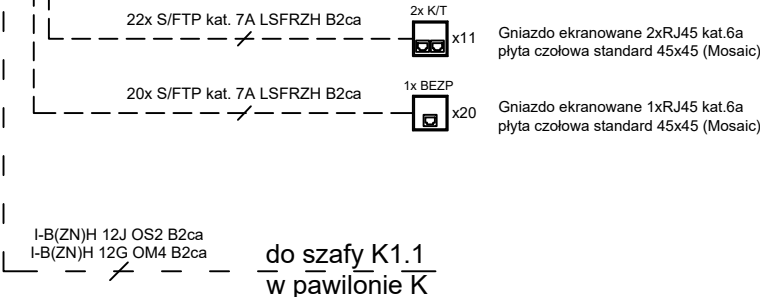 2x K/T
22x S/FTP kat. 7A LSFRZH B2ca
x11
Gniazdo ekranowane 2xRJ45 kat.6a
płyta czołowa standard 45x45 (Mosaic)
1x BEZP
20x S/FTP kat. 7A LSFRZH B2ca
x20
Gniazdo ekranowane 1xRJ45 kat.6a
płyta czołowa standard 45x45 (Mosaic)
I-B(ZN)H 12J OS2 B2ca
I-B(ZN)H 12G OM4 B2ca
do szafy K1.1
w pawilonie K